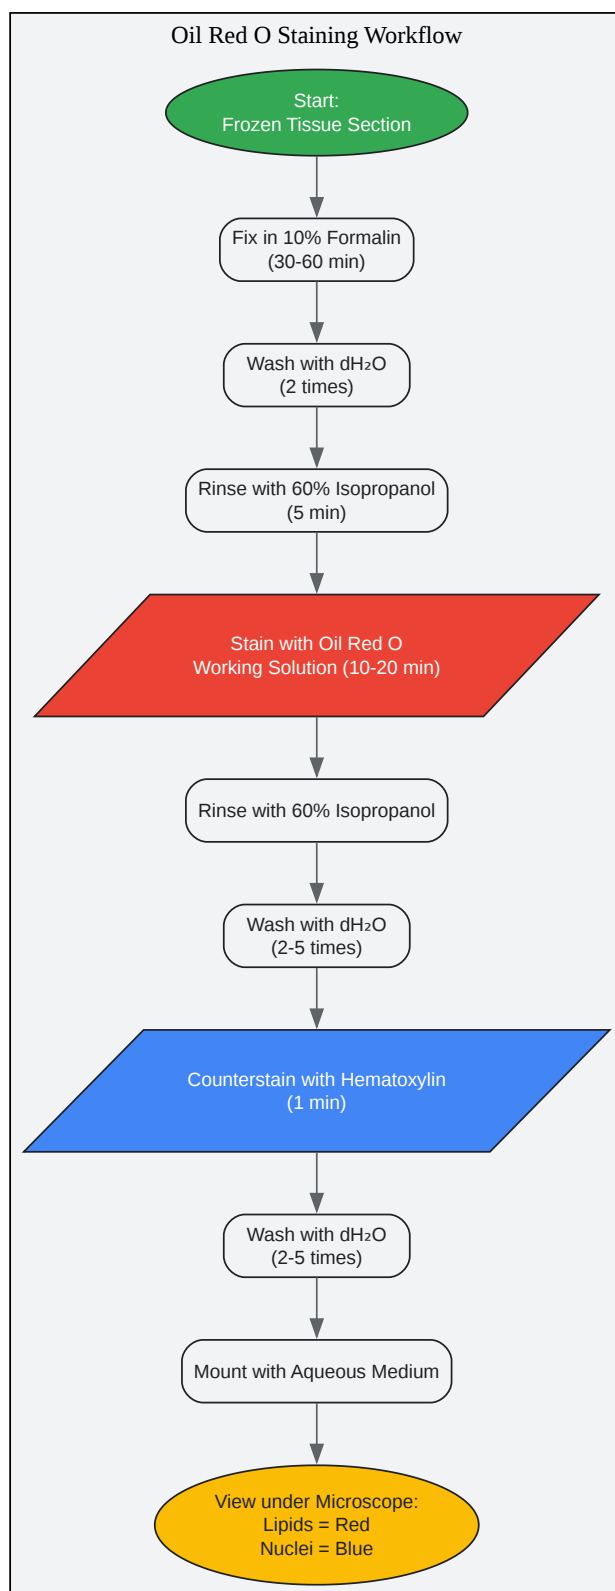 Oil Red O Staining Workflow
Start:
Frozen Tissue Section
Fix in 10% Formalin
(30-60 min)
Wash with dH₂O
(2 times)
Rinse with 60% Isopropanol
(5 min)
Stain with Oil Red O
Working Solution (10-20 min)
Rinse with 60% Isopropanol
Wash with dH₂O
(2-5 times)
Counterstain with Hematoxylin
(1 min)
Wash with dH₂O
(2-5 times)
Mount with Aqueous Medium
View under Microscope:
Lipids = Red
Nuclei = Blue